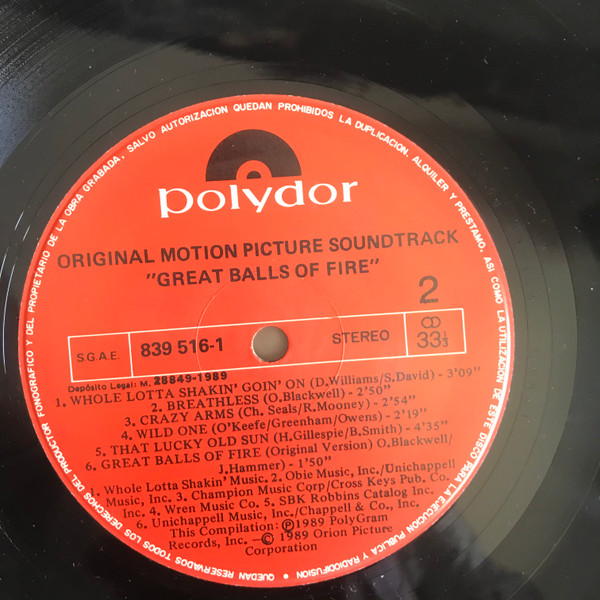 DEL PRODUCTOR FONOGRAFICO Y DEL PROPIETARIO DE LA OBRA GRABADA, SALVO AUTORIZACION QUEDAN PROHIBIDOS LA DUPLICACION, ALQUILER Y PRESTAMO, ASI COMO LA UTILIZACION DE ESTE DISCO PARA LA EJECUCION PUBLICA Y RADIODIFUSION • QUEDAN RESERVADOS TODOS LOS DERECHOS
polydor
ORIGINAL MOTION PICTURE SOUNDTRACK
"GREAT BALLS OF FIRE"
2
S.G.A.E. 839 516-1 STEREO 33⅓
Depósito Legal: M. 28849-1989
1. WHOLE LOTTA SHAKIN' GOIN' ON (D.Williams/S.David) - 3'09"
2. BREATHLESS (O.Blackwell) - 2'50"
3. CRAZY ARMS (Ch. Seals/R.Mooney) - 2'54"
4. WILD ONE (O'Keefe/Greenham/Owens) - 2'19"
5. THAT LUCKY OLD SUN (H.Gillespie/B.Smith) - 4'35"
6. GREAT BALLS OF FIRE (Original Version) O.Blackwell/
J.Hammer) - 1'50"
1. Whole Lotta Shakin' Music. 2. Obie Music, Inc./Unichappell
Music, Inc. 3. Champion Music Corp/Cross Keys Pub. Co.
Inc. 4. Wren Music Co. 5. SBK Robbins Catalog Inc.
6. Unichappell Music, Inc./Chappell & Co., Inc.
This Compilation: Ⓟ1989 PolyGram
Records, Inc. —© 1989 Orion Picture
Corporation